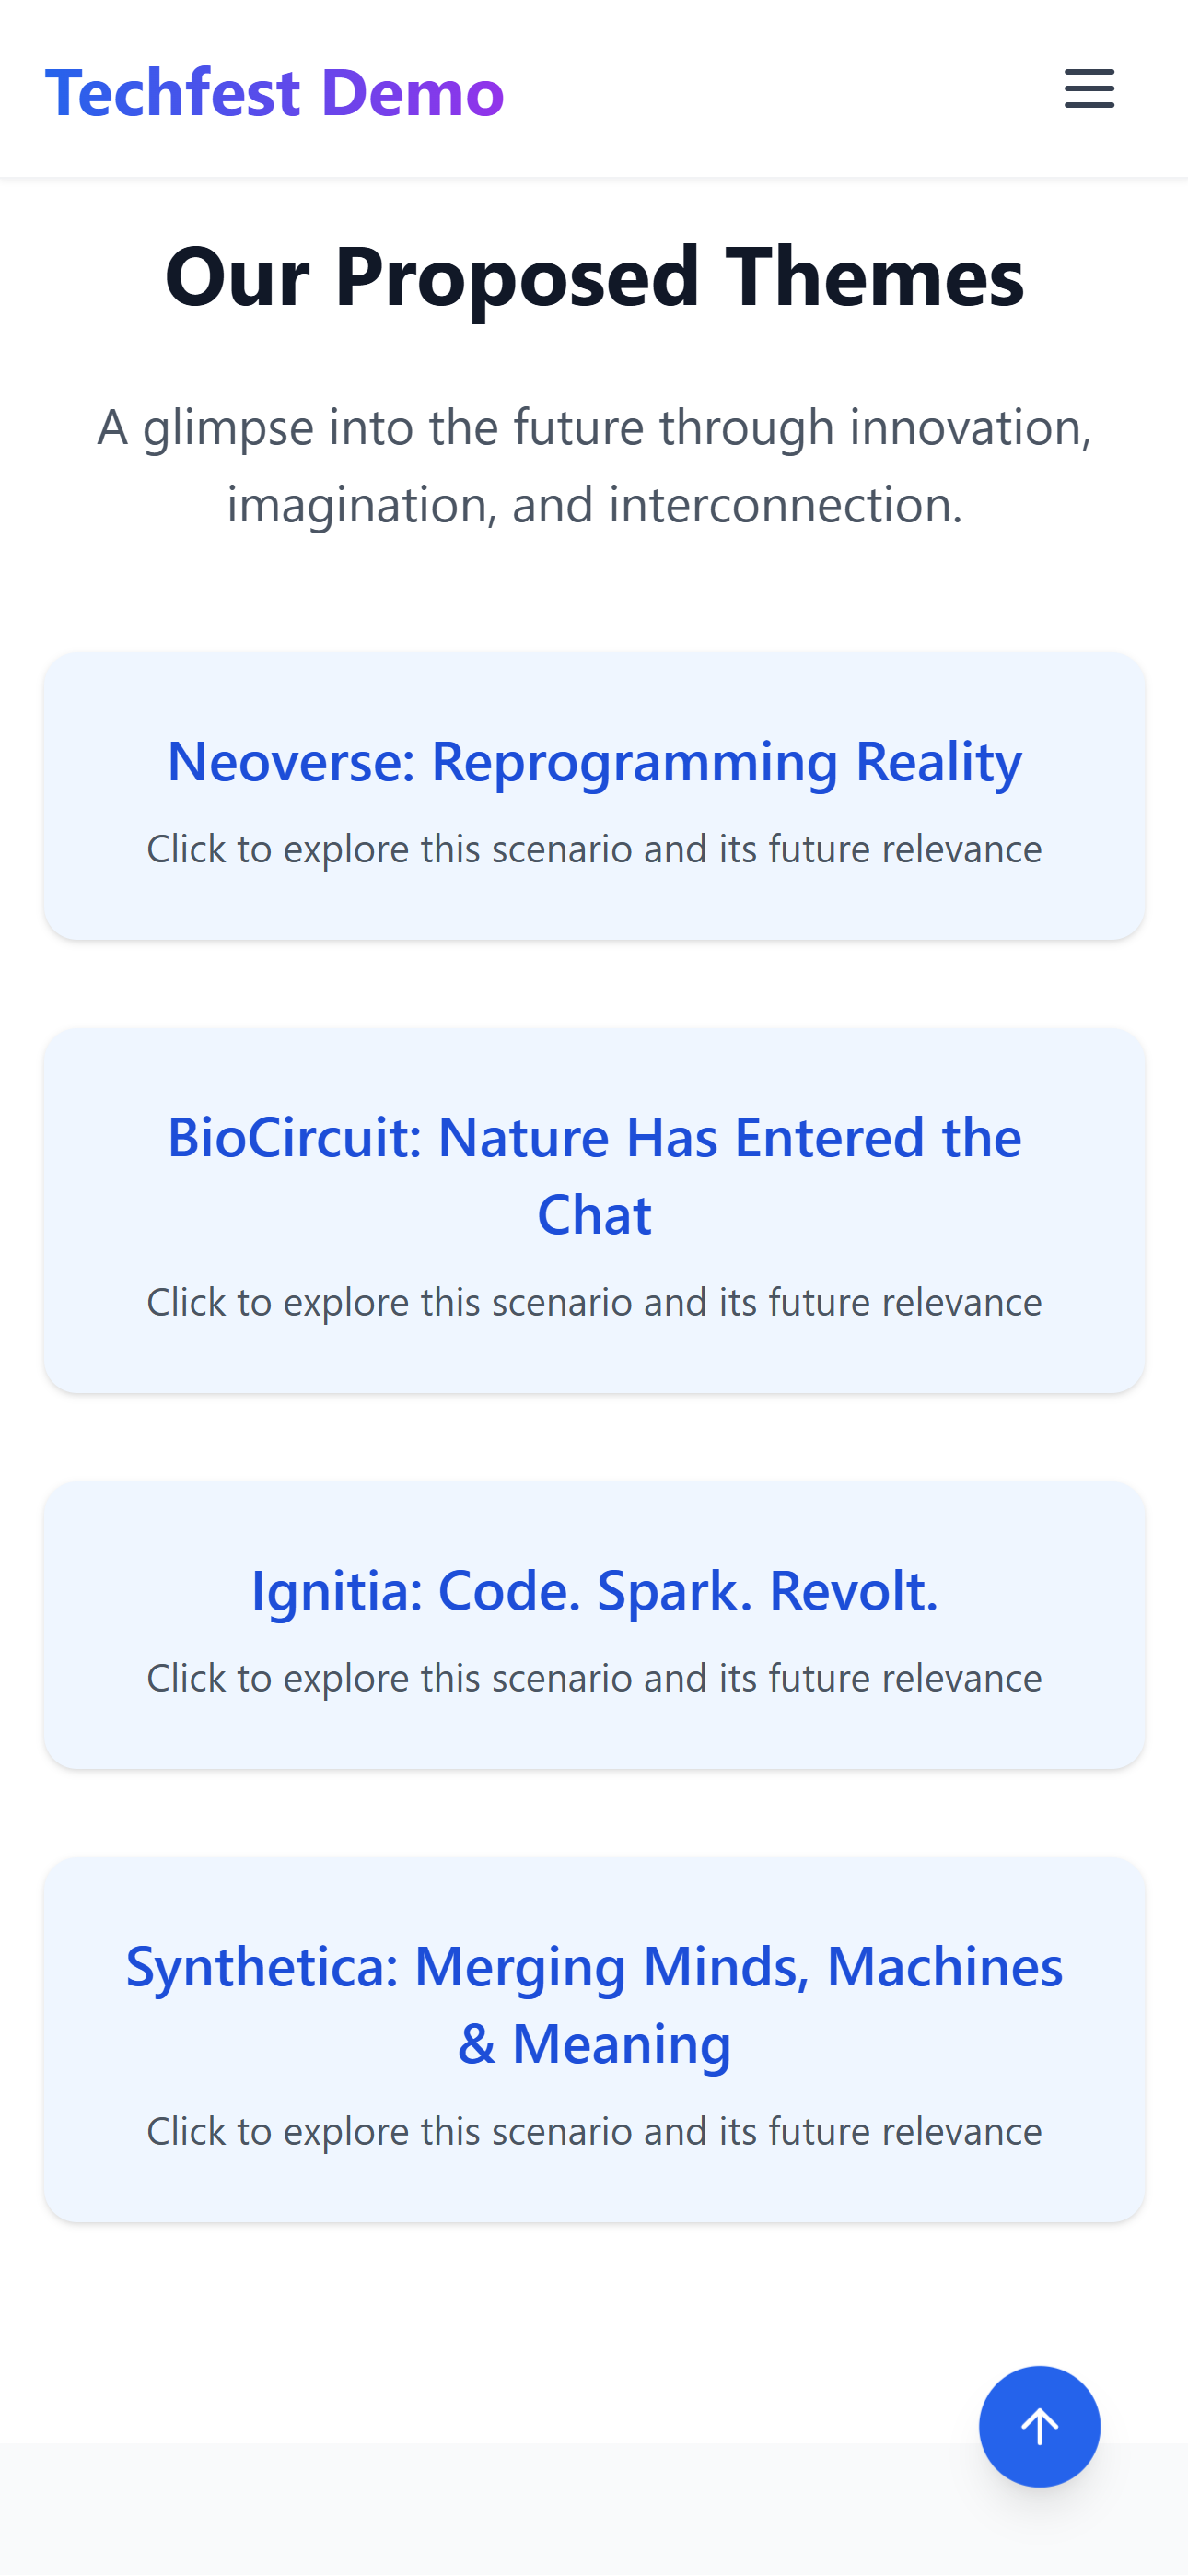 Techfest Demo
Our Proposed Themes
A glimpse into the future through innovation,
imagination, and interconnection.
Neoverse: Reprogramming Reality
Click to explore this scenario and its future relevance
BioCircuit: Nature Has Entered the
Chat
Click to explore this scenario and its future relevance
Ignitia: Code. Spark. Revolt.
Click to explore this scenario and its future relevance
Synthetica: Merging Minds, Machines
& Meaning
Click to explore this scenario and its future relevance